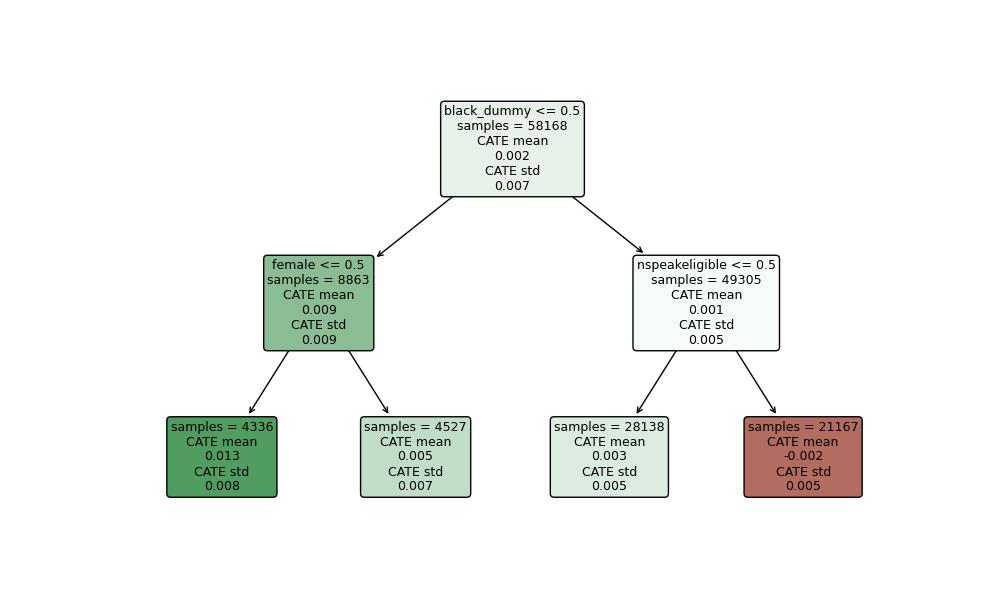 black_dummy <= 0.5
samples = 58168
CATE mean
0.002
CATE std
0.007
female <= 0.5
samples = 8863
CATE mean
0.009
CATE std
0.009
nspeakeligible <= 0.5
samples = 49305
CATE mean
0.001
CATE std
0.005
samples = 4336
CATE mean
0.013
CATE std
0.008
samples = 4527
CATE mean
0.005
CATE std
0.007
samples = 28138
CATE mean
0.003
CATE std
0.005
samples = 21167
CATE mean
-0.002
CATE std
0.005